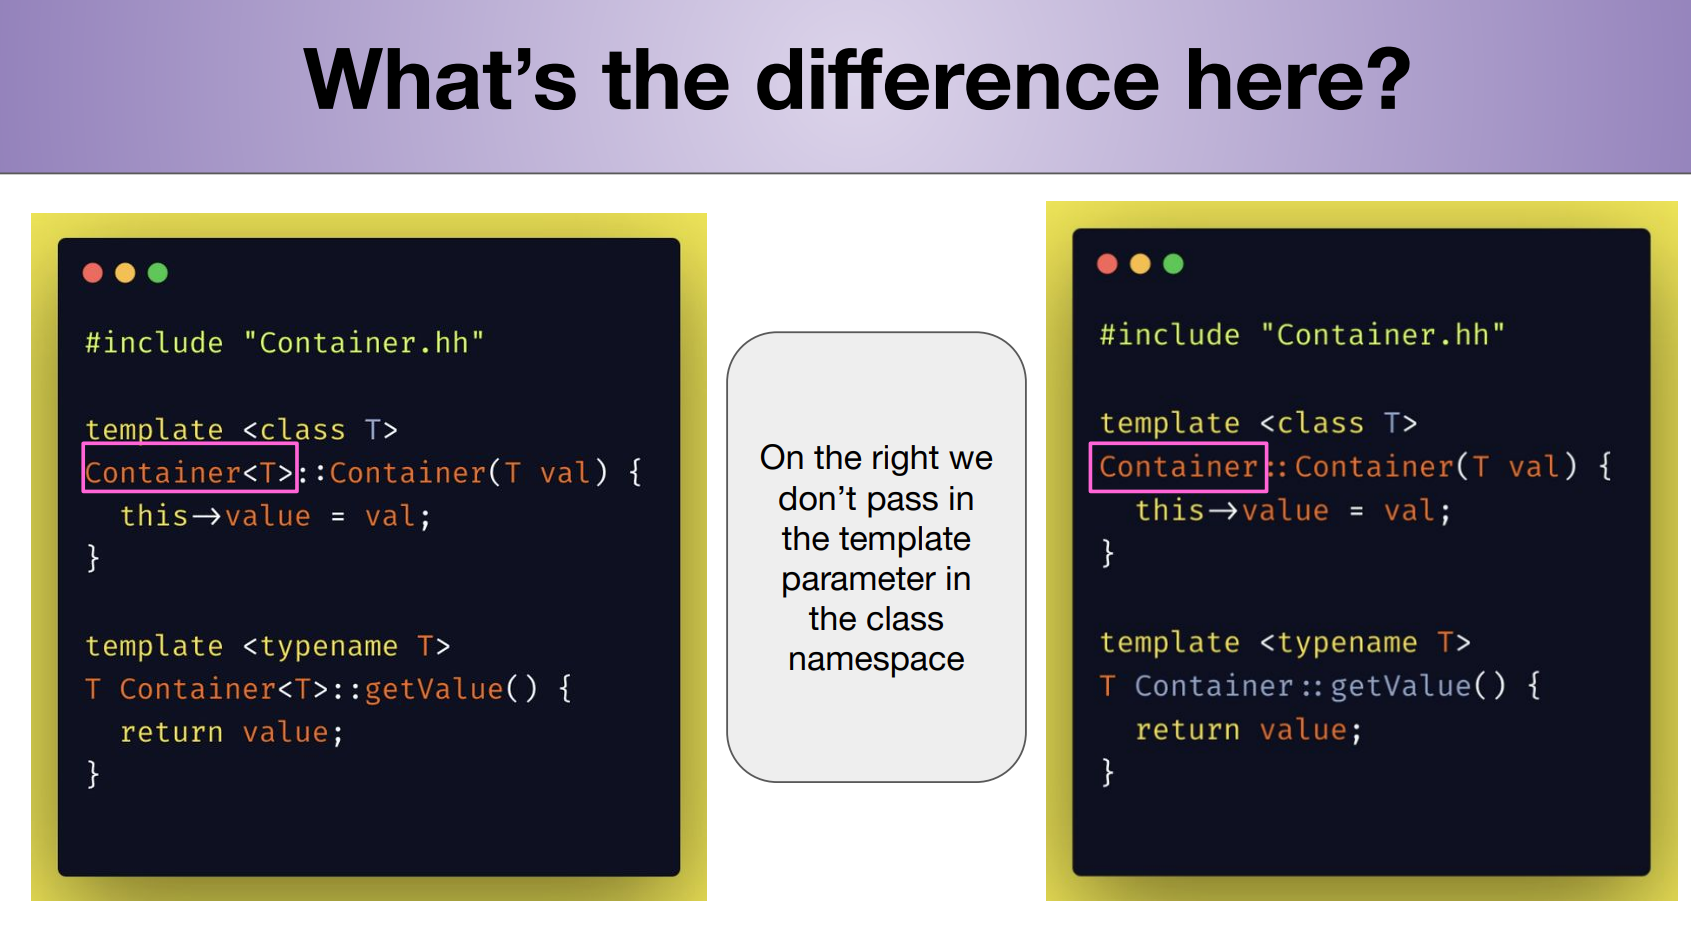 What’s the difference here?
#include "Container.hh"
template <class T>
Container<T>::Container(T val) {
  this->value = val;
}
template <typename T>
T Container<T>::getValue() {
  return value;
}
On the right we
don’t pass in
the template
parameter in
the class
namespace
#include "Container.hh"
template <class T>
Container::Container(T val) {
  this->value = val;
}
template <typename T>
T Container::getValue() {
  return value;
}